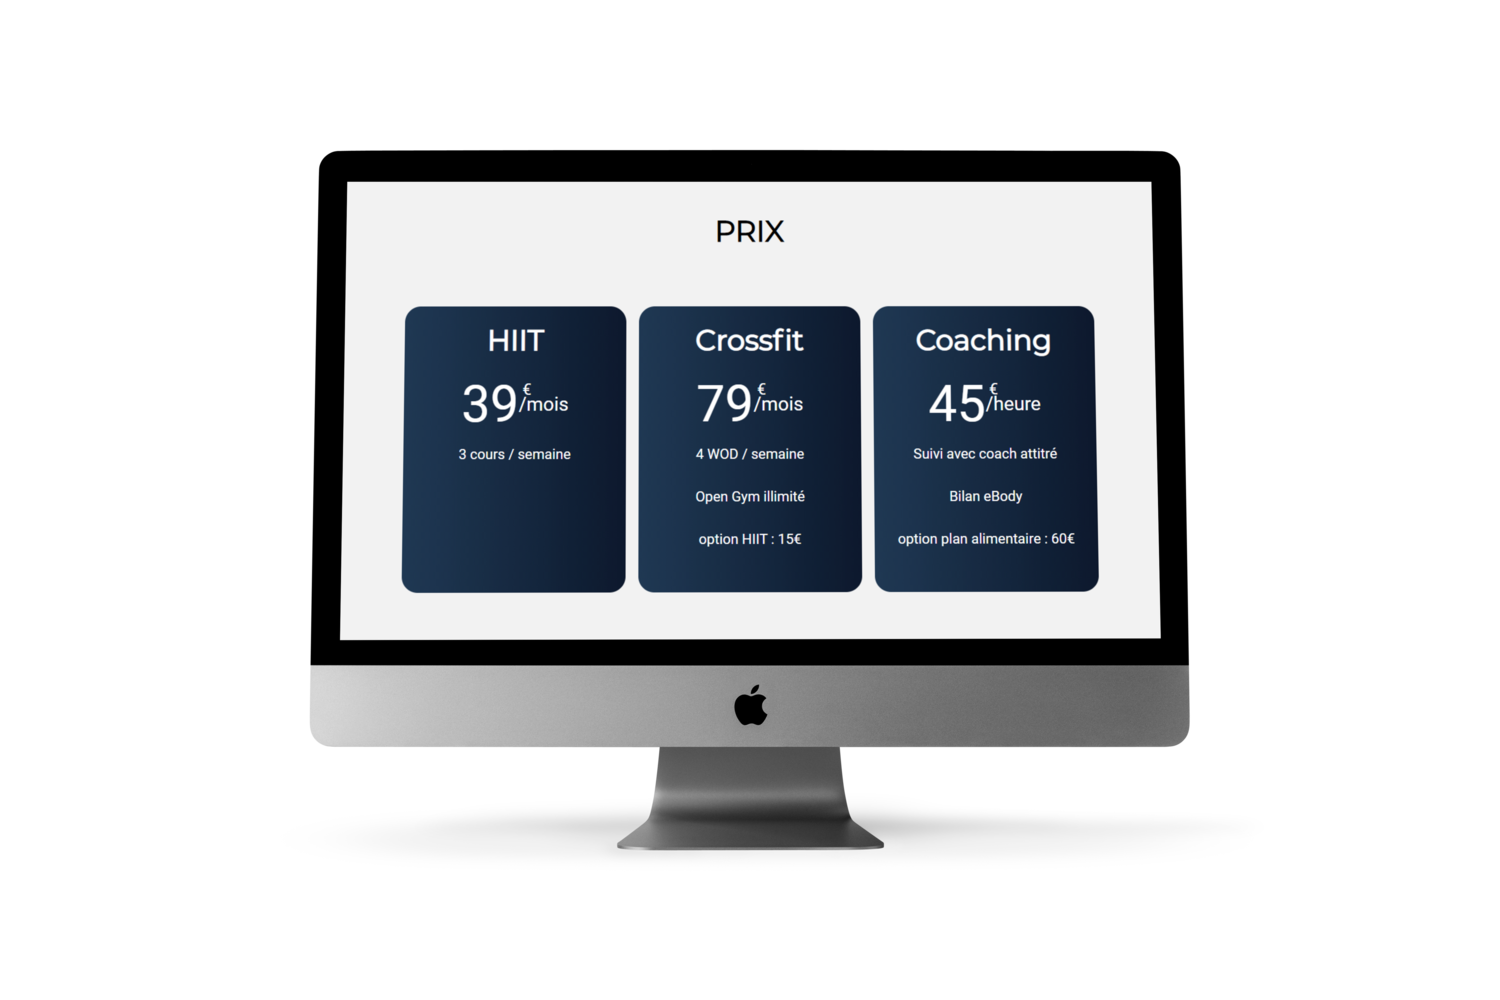 PRIX
HIIT
39€/mois
3 cours / semaine
Crossfit
79€/mois
4 WOD / semaine
Open Gym illimité
option HIIT : 15€
Coaching
45€/heure
Suivi avec coach attitré
Bilan eBody
option plan alimentaire : 60€